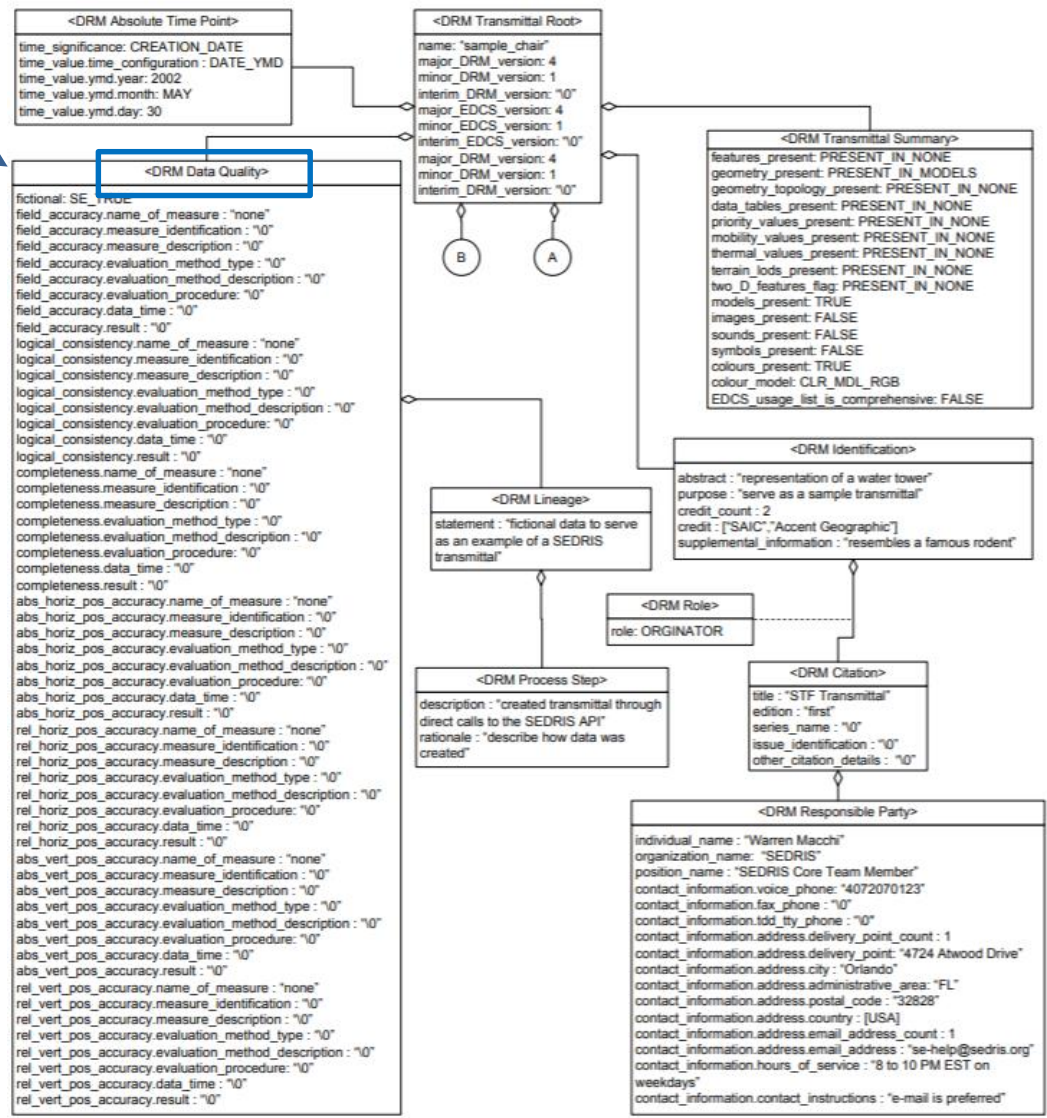 <DRM Absolute Time Point>
time_significance: CREATION_DATE
time_value.time_configuration : DATE_YMD
time_value.ymd.year: 2002
time_value.ymd.month: MAY
time_value.ymd.day: 30
<DRM Transmittal Root>
name: "sample_chair"
major_DRM_version: 4
minor_DRM_version: 1
interim_DRM_version: "\0"
major_EDCS_version: 4
minor_EDCS_version: 1
interim_EDCS_version: "\0"
major_DRM_version: 4
minor_DRM_version: 1
interim_DRM_version: "\0"
B
A
<DRM Transmittal Summary>
features_present: PRESENT_IN_NONE
geometry_present: PRESENT_IN_MODELS
geometry_topology_present: PRESENT_IN_NONE
data_tables_present: PRESENT_IN_NONE
priority_values_present: PRESENT_IN_NONE
mobility_values_present: PRESENT_IN_NONE
thermal_values_present: PRESENT_IN_NONE
terrain_lods_present: PRESENT_IN_NONE
two_D_features_flag: PRESENT_IN_NONE
models_present: TRUE
images_present: FALSE
sounds_present: FALSE
symbols_present: FALSE
colours_present: TRUE
colour_model: CLR_MDL_RGB
EDCS_usage_list_is_comprehensive: FALSE
<DRM Data Quality>
fictional: SE_TRUE
field_accuracy.name_of_measure : "none"
field_accuracy.measure_identification : "\0"
field_accuracy.measure_description : "\0"
field_accuracy.evaluation_method_type : "\0"
field_accuracy.evaluation_method_description : "\0"
field_accuracy.evaluation_procedure: "\0"
field_accuracy.data_time : "\0"
field_accuracy.result : "\0"
logical_consistency.name_of_measure : "none"
logical_consistency.measure_identification : "\0"
logical_consistency.measure_description : "\0"
logical_consistency.evaluation_method_type : "\0"
logical_consistency.evaluation_method_description : "\0"
logical_consistency.evaluation_procedure: "\0"
logical_consistency.data_time : "\0"
logical_consistency.result : "\0"
completeness.name_of_measure : "none"
completeness.measure_identification : "\0"
completeness.measure_description : "\0"
completeness.evaluation_method_type : "\0"
completeness.evaluation_method_description : "\0"
completeness.evaluation_procedure: "\0"
completeness.data_time : "\0"
completeness.result : "\0"
abs_horiz_pos_accuracy.name_of_measure : "none"
abs_horiz_pos_accuracy.measure_identification : "\0"
abs_horiz_pos_accuracy.measure_description : "\0"
abs_horiz_pos_accuracy.evaluation_method_type : "\0"
abs_horiz_pos_accuracy.evaluation_method_description : "\0"
abs_horiz_pos_accuracy.evaluation_procedure: "\0"
abs_horiz_pos_accuracy.data_time : "\0"
abs_horiz_pos_accuracy.result : "\0"
rel_horiz_pos_accuracy.name_of_measure : "none"
rel_horiz_pos_accuracy.measure_identification : "\0"
rel_horiz_pos_accuracy.measure_description : "\0"
rel_horiz_pos_accuracy.evaluation_method_type : "\0"
rel_horiz_pos_accuracy.evaluation_method_description : "\0"
rel_horiz_pos_accuracy.evaluation_procedure: "\0"
rel_horiz_pos_accuracy.data_time : "\0"
rel_horiz_pos_accuracy.result : "\0"
abs_vert_pos_accuracy.name_of_measure : "none"
abs_vert_pos_accuracy.measure_identification : "\0"
abs_vert_pos_accuracy.measure_description : "\0"
abs_vert_pos_accuracy.evaluation_method_type : "\0"
abs_vert_pos_accuracy.evaluation_method_description : "\0"
abs_vert_pos_accuracy.evaluation_procedure: "\0"
abs_vert_pos_accuracy.data_time : "\0"
abs_vert_pos_accuracy.result : "\0"
rel_vert_pos_accuracy.name_of_measure : "none"
rel_vert_pos_accuracy.measure_identification : "\0"
rel_vert_pos_accuracy.measure_description : "\0"
rel_vert_pos_accuracy.evaluation_method_type : "\0"
rel_vert_pos_accuracy.evaluation_method_description : "\0"
rel_vert_pos_accuracy.evaluation_procedure: "\0"
rel_vert_pos_accuracy.data_time : "\0"
rel_vert_pos_accuracy.result : "\0"
<DRM Lineage>
statement : "fictional data to serve
as an example of a SEDRIS
transmittal"
<DRM Process Step>
description : "created transmittal through
direct calls to the SEDRIS API"
rationale : "describe how data was
created"
<DRM Identification>
abstract : "representation of a water tower"
purpose : "serve as a sample transmittal"
credit_count : 2
credit : ["SAIC","Accent Geographic"]
supplemental_information : "resembles a famous rodent"
<DRM Role>
role: ORGINATOR
<DRM Citation>
title : "STF Transmittal"
edition : "first"
series_name : "\0"
issue_identification : "\0"
other_citation_details : "\0"
<DRM Responsible Party>
individual_name : "Warren Macchi"
organization_name: "SEDRIS"
position_name : "SEDRIS Core Team Member"
contact_information.voice_phone: "4072070123"
contact_information.fax_phone : "\0"
contact_information.tdd_tty_phone : "\0"
contact_information.address.delivery_point_count : 1
contact_information.address.delivery_point: "4724 Atwood Drive"
contact_information.address.city : "Orlando"
contact_information.address.administrative_area: "FL"
contact_information.address.postal_code : "32828"
contact_information.address.country : [USA]
contact_information.address.email_address_count : 1
contact_information.address.email_address : "se-help@sedris.org"
contact_information.hours_of_service : "8 to 10 PM EST on
weekdays"
contact_information.contact_instructions : "e-mail is preferred"